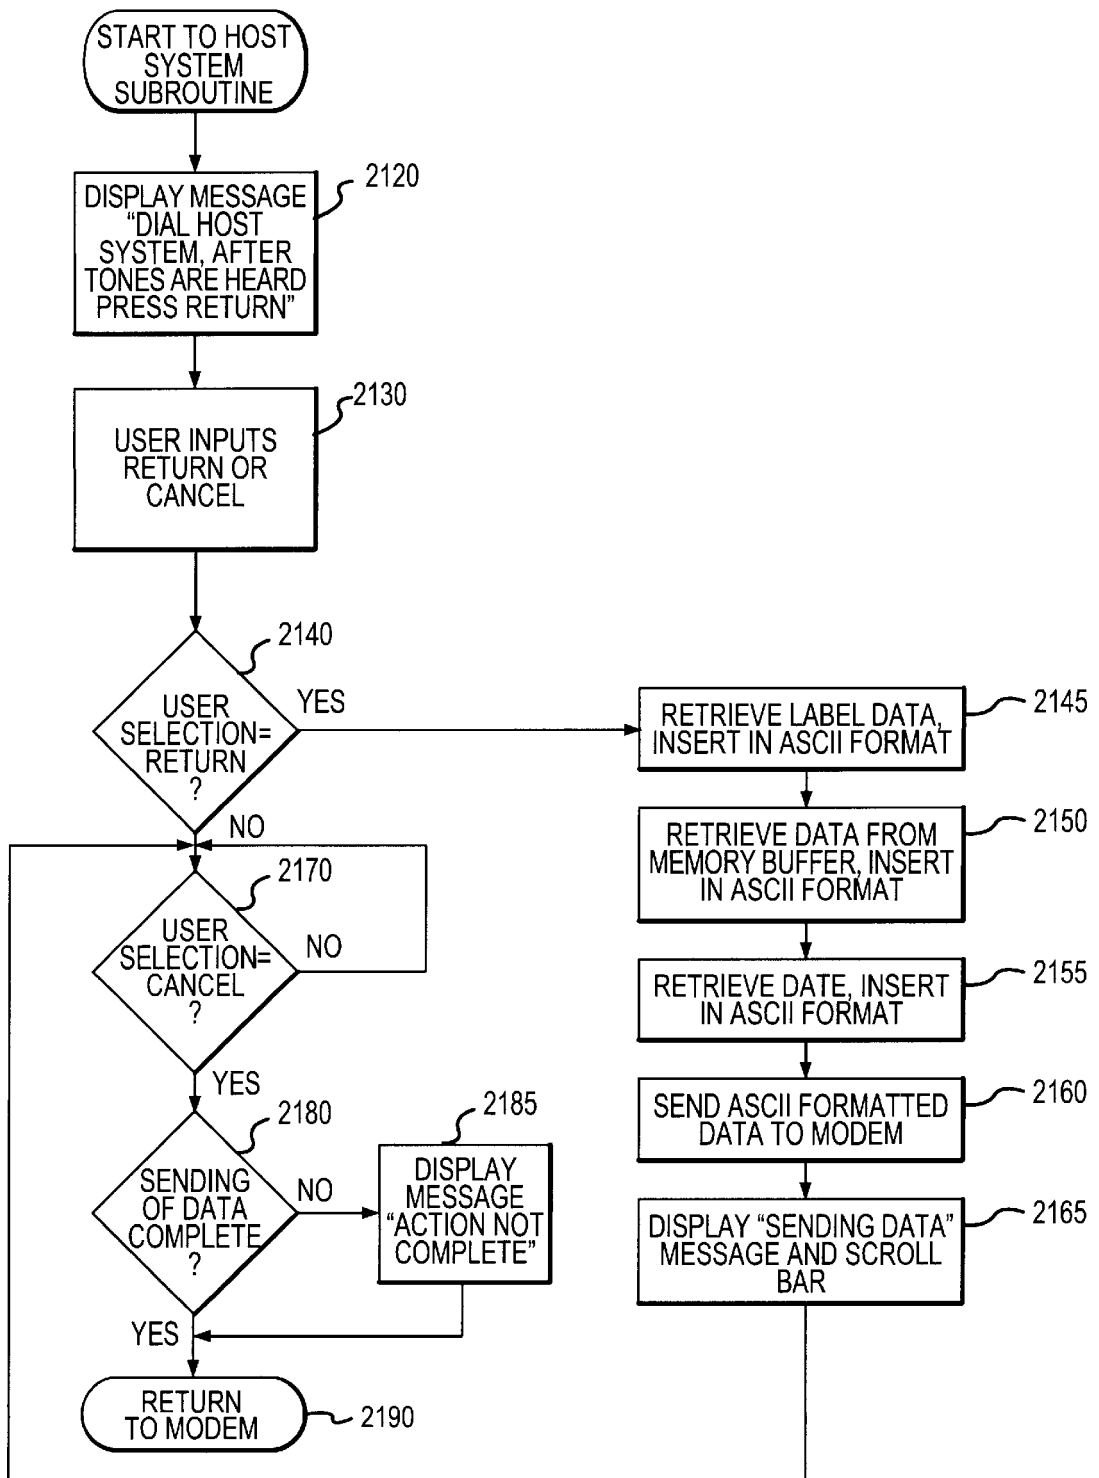 START TO HOST
SYSTEM
SUBROUTINE
2120
DISPLAY MESSAGE
“DIAL HOST
SYSTEM, AFTER
TONES ARE HEARD
PRESS RETURN”
2130
USER INPUTS
RETURN OR
CANCEL
2140
USER
SELECTION=
RETURN
?
YES
NO
2145
RETRIEVE LABEL DATA,
INSERT IN ASCII FORMAT
2150
RETRIEVE DATA FROM
MEMORY BUFFER, INSERT
IN ASCII FORMAT
2155
RETRIEVE DATE, INSERT
IN ASCII FORMAT
2160
SEND ASCII FORMATTED
DATA TO MODEM
2165
DISPLAY “SENDING DATA”
MESSAGE AND SCROLL
BAR
2170
USER
SELECTION=
CANCEL
?
NO
YES
2180
SENDING
OF DATA
COMPLETE
?
NO
2185
DISPLAY
MESSAGE
“ACTION NOT
COMPLETE”
YES
RETURN
TO MODEM
2190